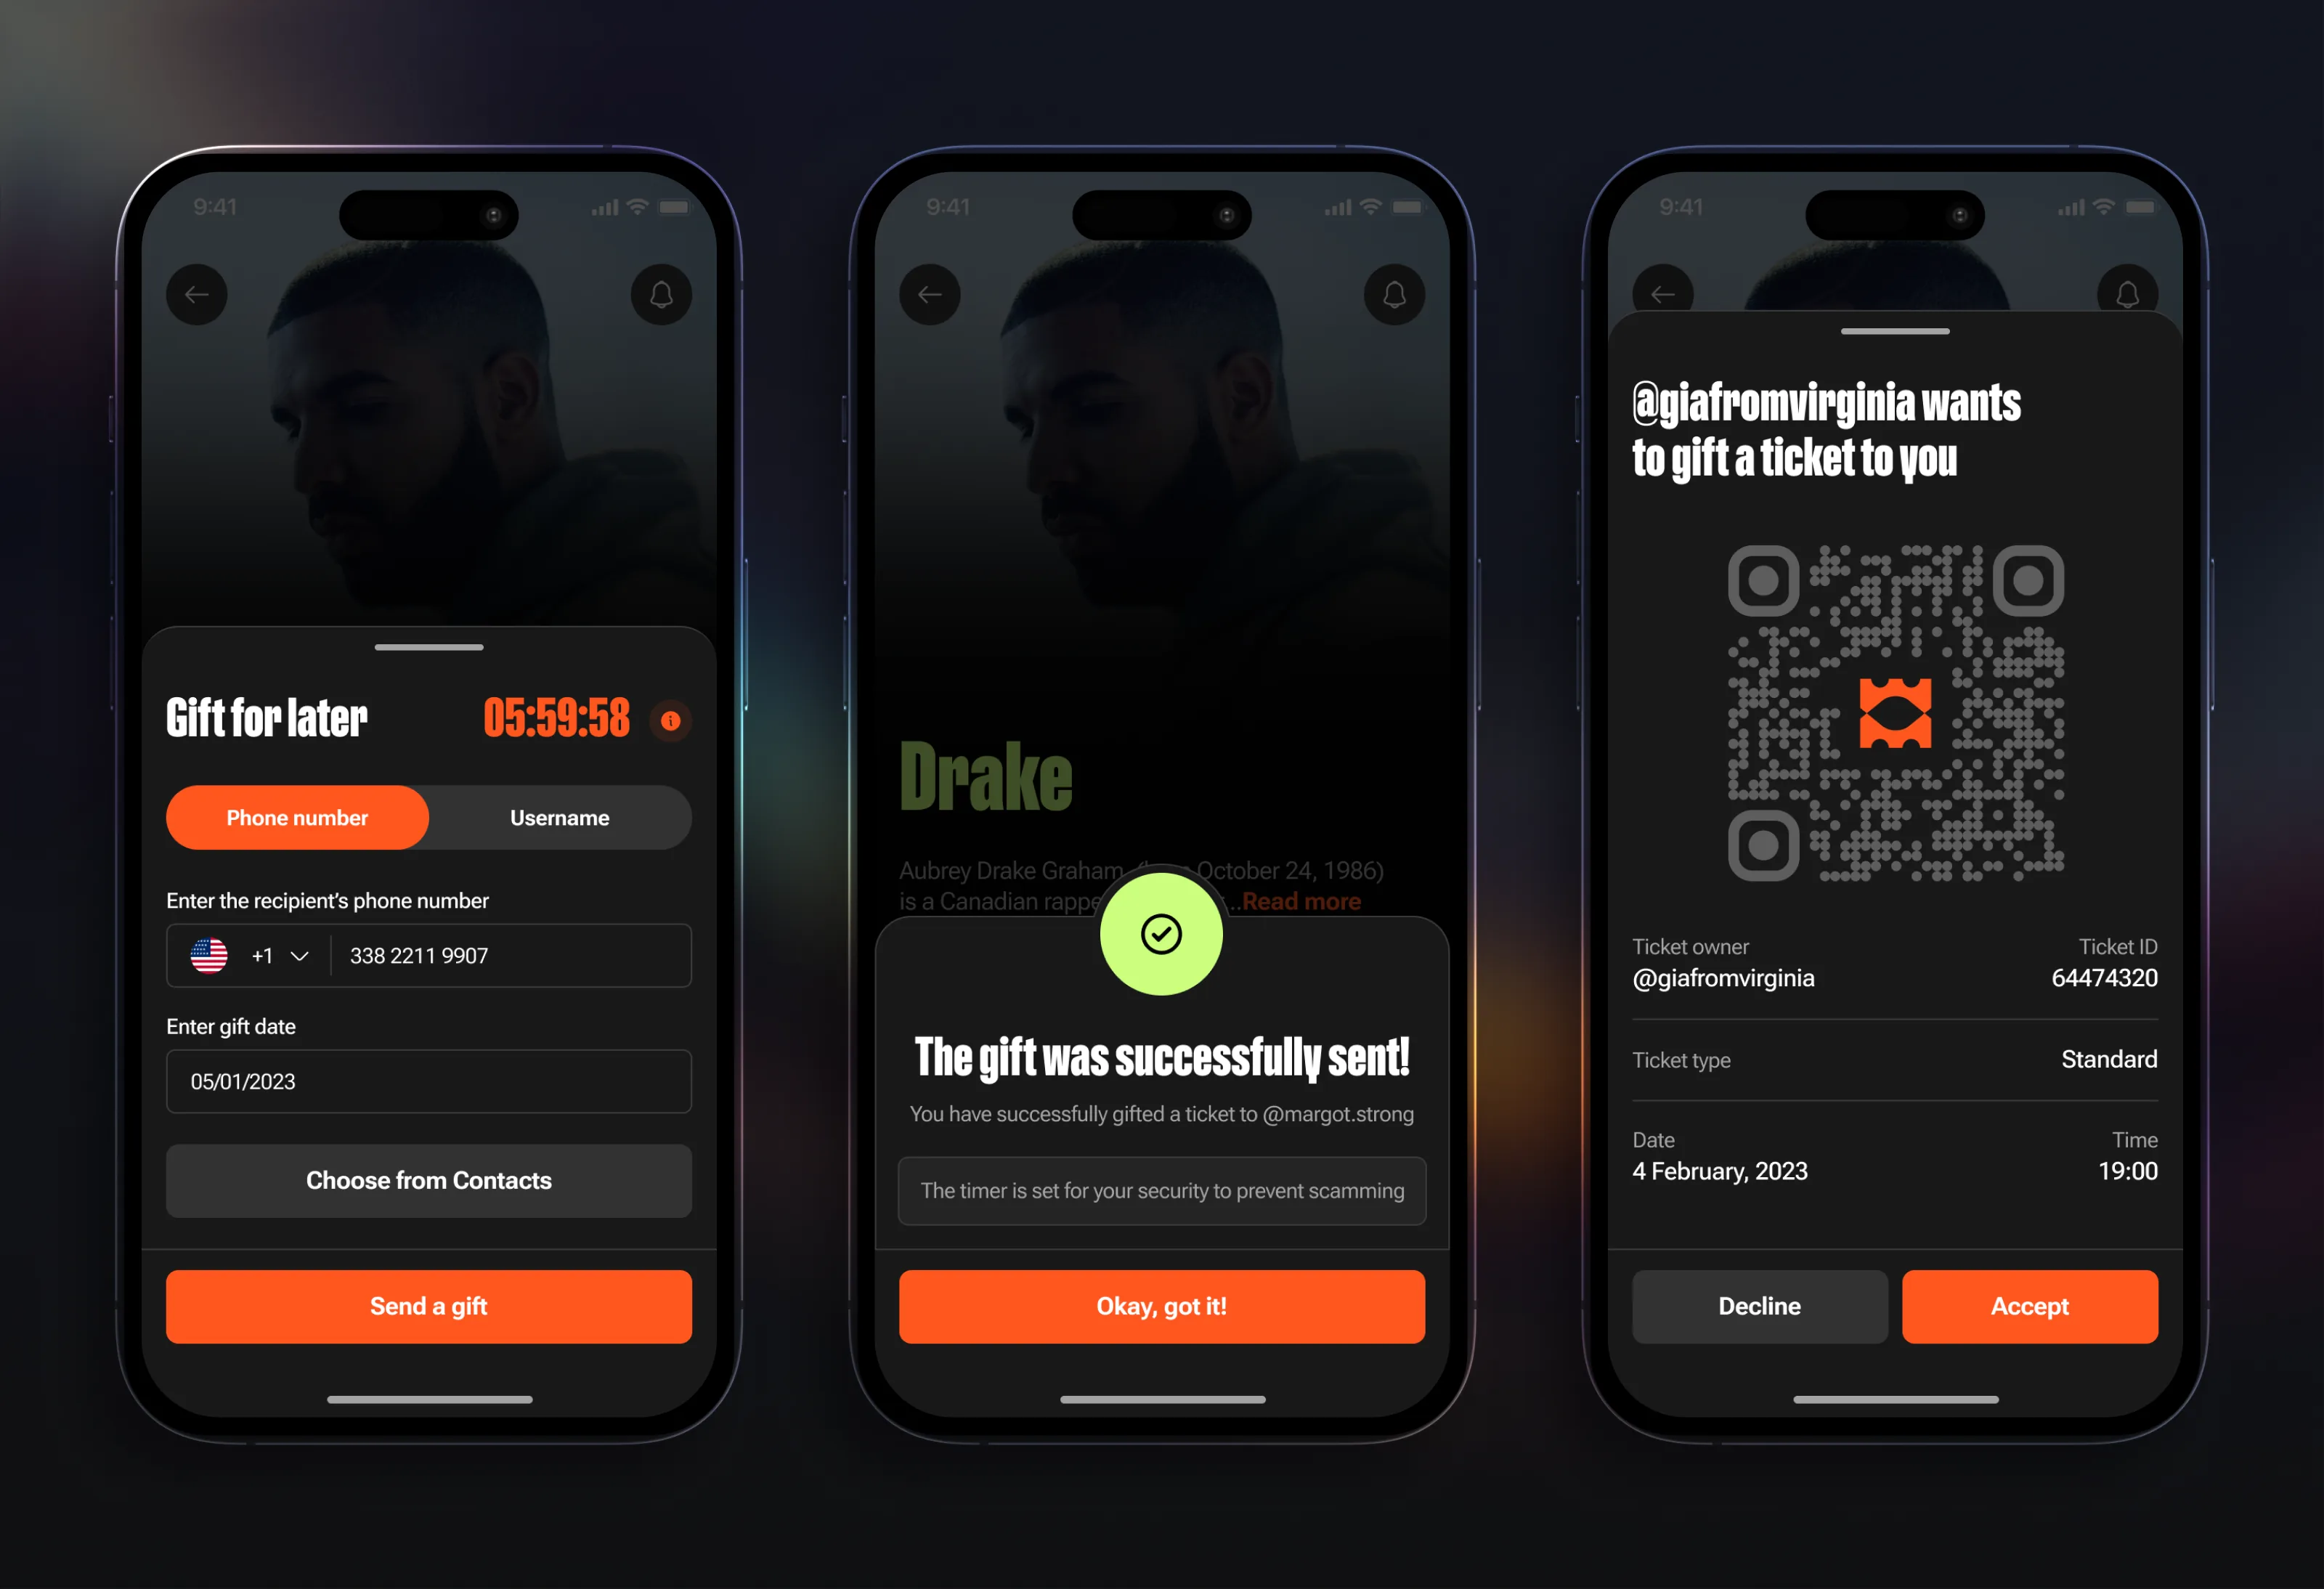 9:41
Gift for later
05:59:58
Phone number
Username
Enter the recipient's phone number
+1
338 2211 9907
Enter gift date
05/01/2023
Choose from Contacts
Send a gift
9:41
Drake
Aubrey Drake Graham October 24, 1986)
is a Canadian rappe ..Read more
The gift was successfully sent!
You have successfully gifted a ticket to @margot.strong
The timer is set for your security to prevent scamming
Okay, got it!
9:41
@giafromvirginia wants
to gift a ticket to you
Ticket owner
Ticket ID
@giafromvirginia
64474320
Ticket type
Standard
Date
Time
4 February, 2023
19:00
Decline
Accept